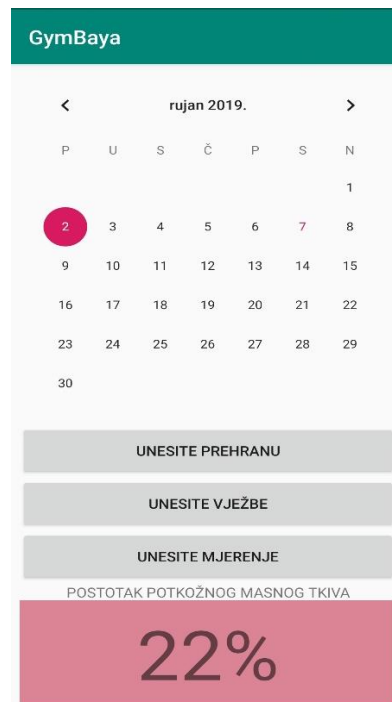 GymBaya
< rujan 2019. >
P U S Č P S N
1
2 3 4 5 6 7 8
9 10 11 12 13 14 15
16 17 18 19 20 21 22
23 24 25 26 27 28 29
30
UNESITE PREHRANU
UNESITE VJEŽBE
UNESITE MJERENJE
POSTOTAK POTKOŽNOG MASNOG TKIVA
22%